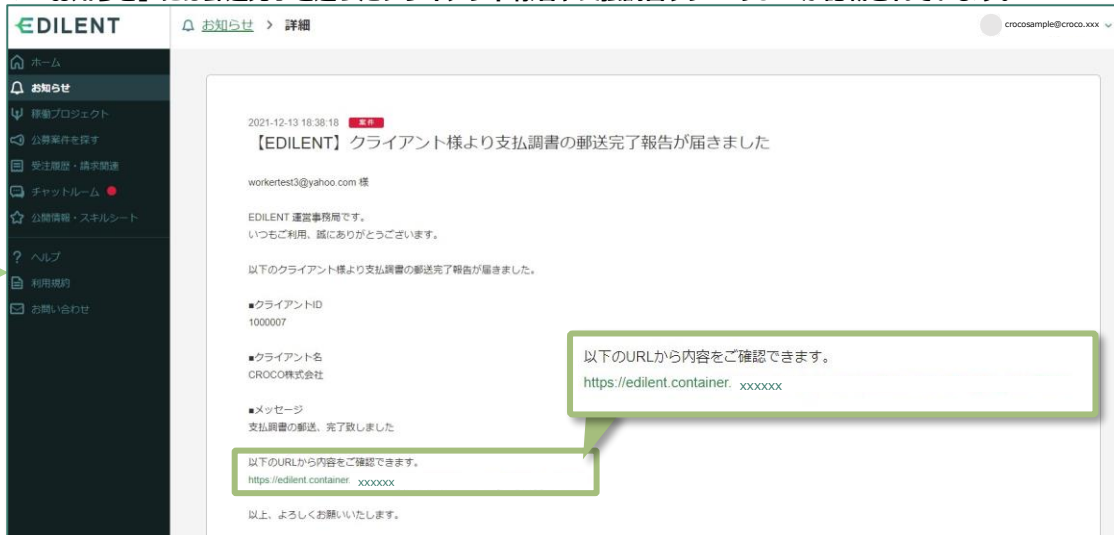 EDILENT
お知らせ > 詳細
crocosample@croco.xxx
ホーム
お知らせ
稼働プロジェクト
公募案件を探す
受注履歴・請求関連
チャットルーム
公開情報・スキルシート
? ヘルプ
利用規約
お問い合わせ
2021-12-13 18:38:18 案件
【EDILENT】クライアント様より支払調書の郵送完了報告が届きました
workertest3@yahoo.com 様
EDILENT 運営事務局です。
いつもご利用、誠にありがとうございます。
以下のクライアント様より支払調書の郵送完了報告が届きました。
■クライアントID
1000007
■クライアント名
CROCO株式会社
■メッセージ
支払調書の郵送、完了致しました
以下のURLから内容をご確認できます。
https://edilent.container. xxxxxx
以上、よろしくお願いいたします。
以下のURLから内容をご確認できます。
https://edilent.container. xxxxxx